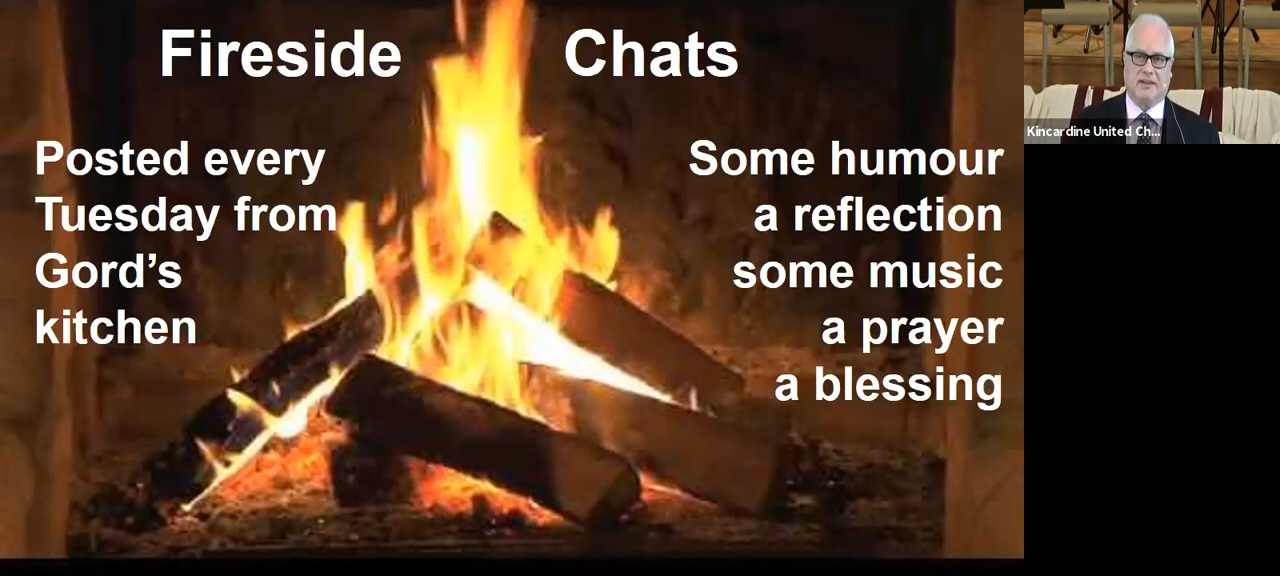 Fireside Chats
Posted every
Tuesday from
Gord's
kitchen
Some humour
a reflection
some music
a prayer
a blessing
Kincardine United Ch...